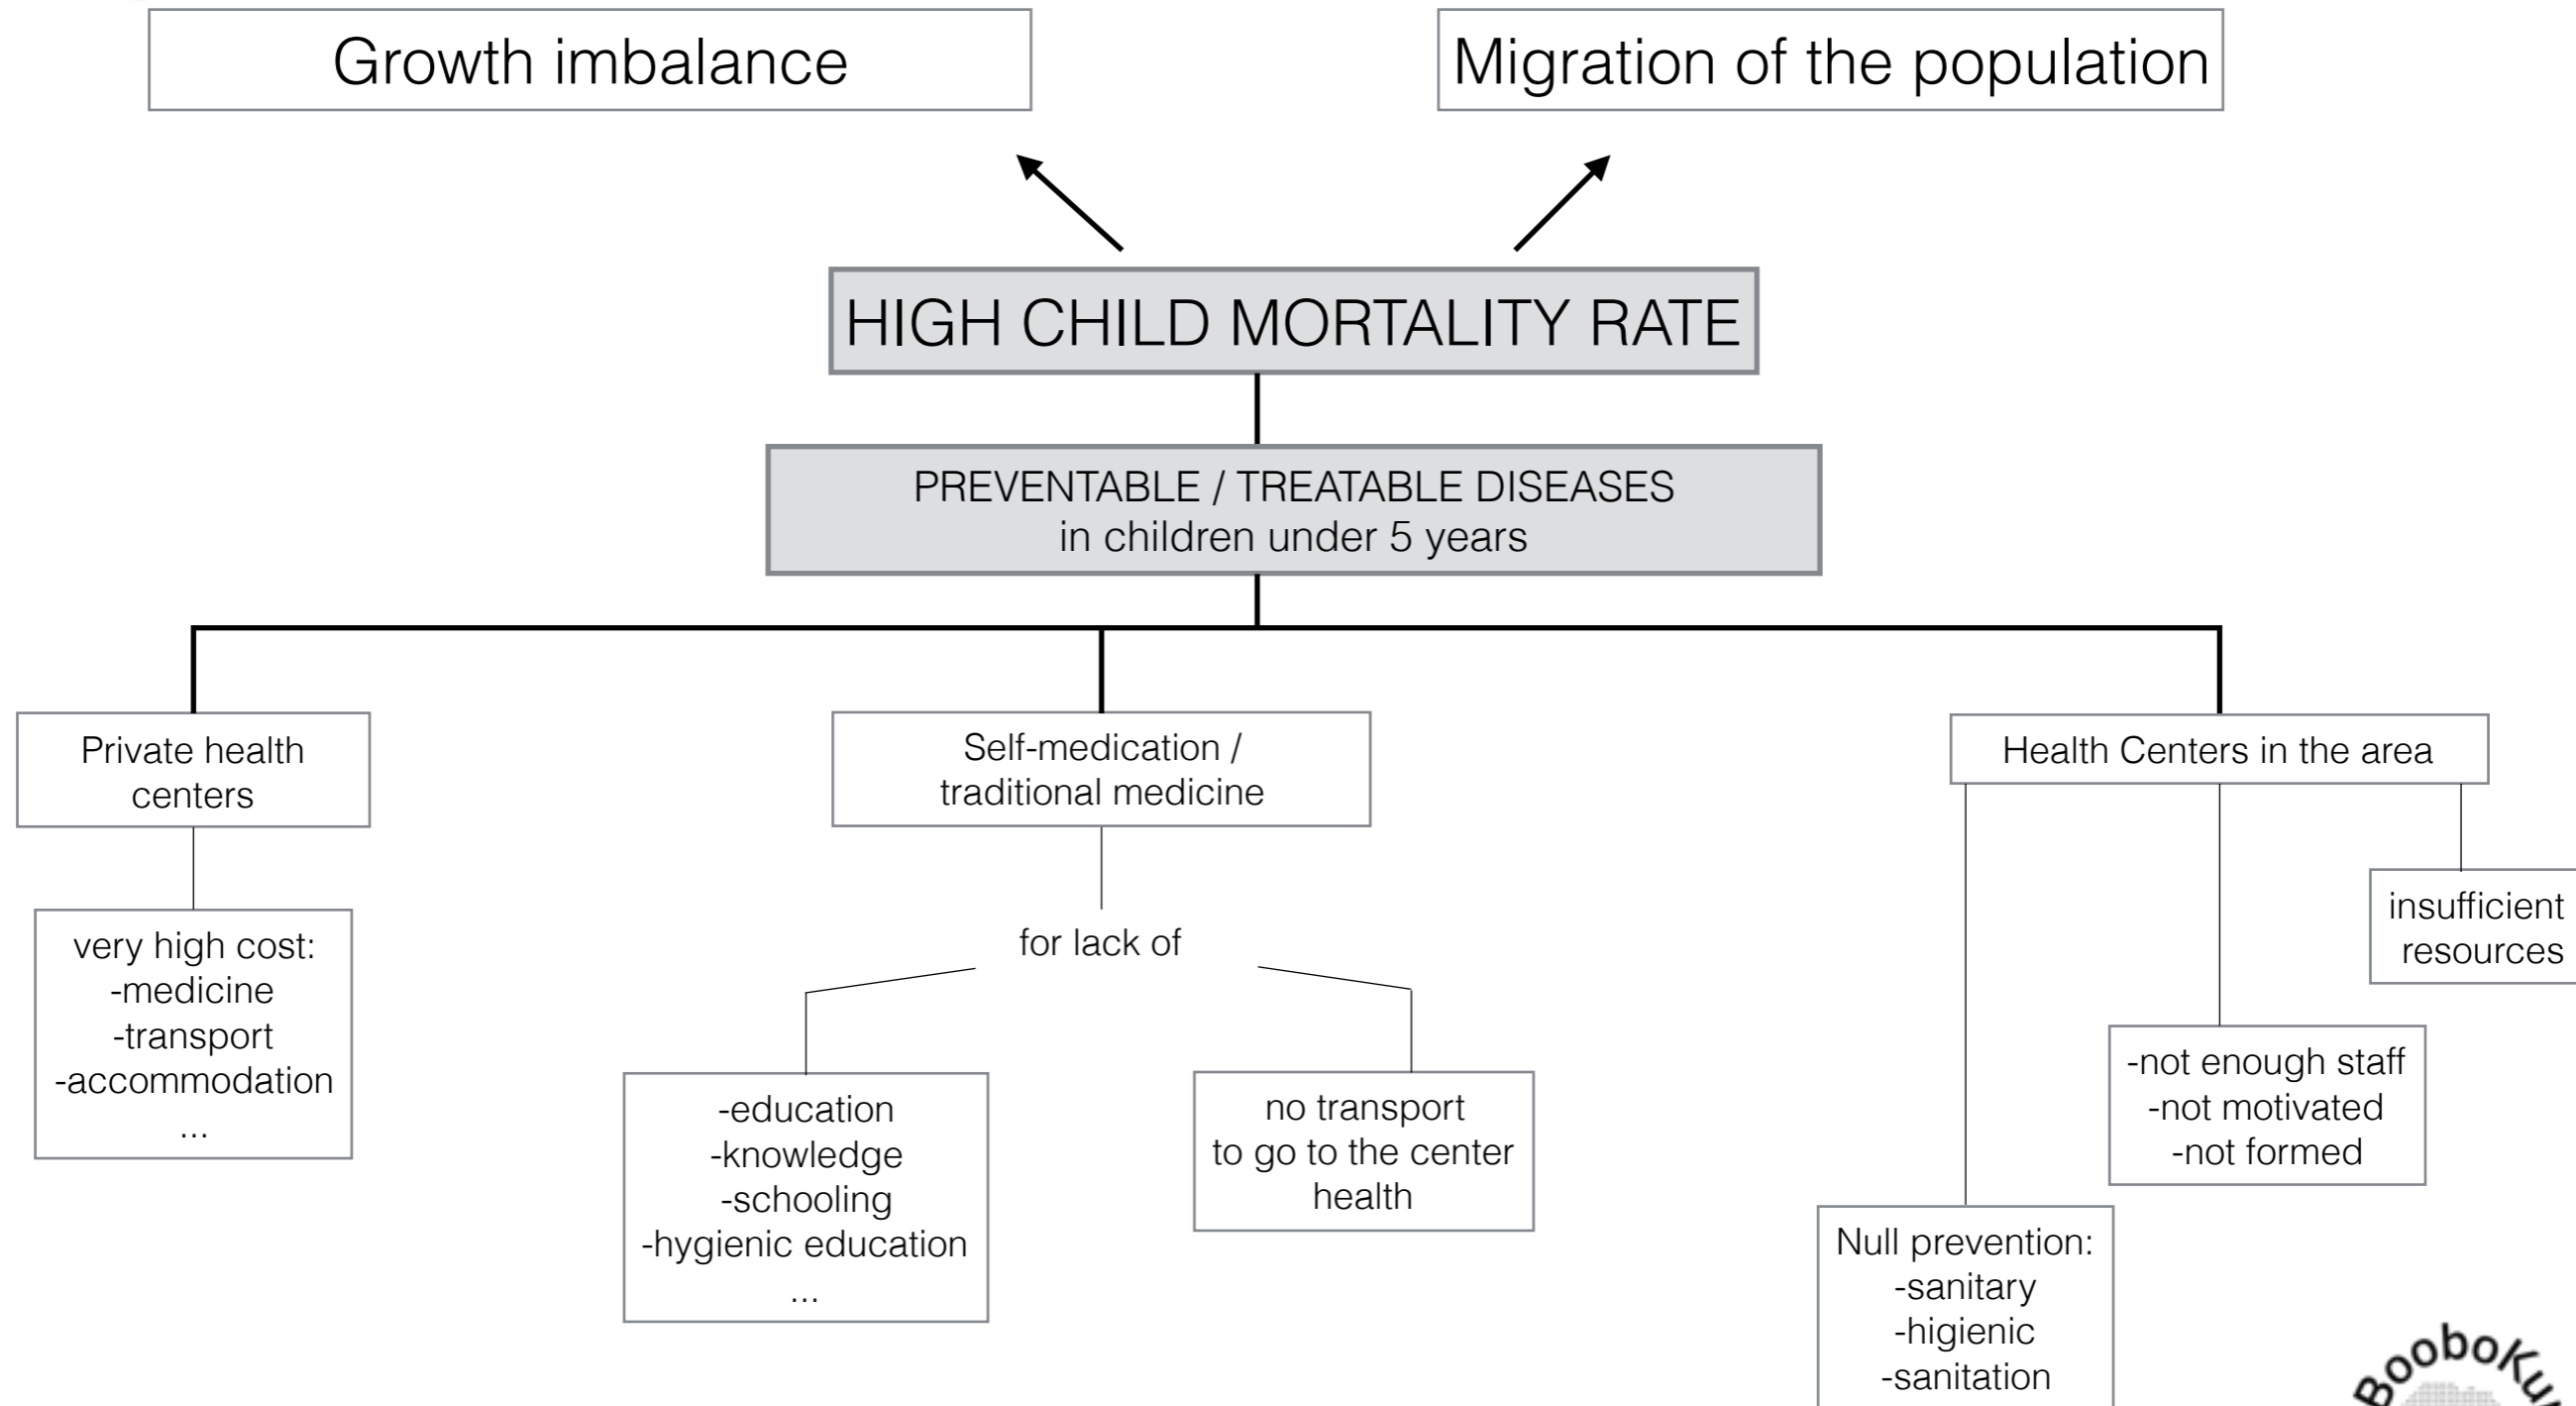 Growth imbalance
Migration of the population
HIGH CHILD MORTALITY RATE
PREVENTABLE / TREATABLE DISEASES
in children under 5 years
Private health
centers
very high cost:
-medicine
-transport
-accommodation
...
Self-medication /
traditional medicine
for lack of
-education
-knowledge
-schooling
-hygienic education
...
no transport
to go to the center
health
Health Centers in the area
insufficient
resources
-not enough staff
-not motivated
-not formed
Null prevention:
-sanitary
-higienic
-sanitation